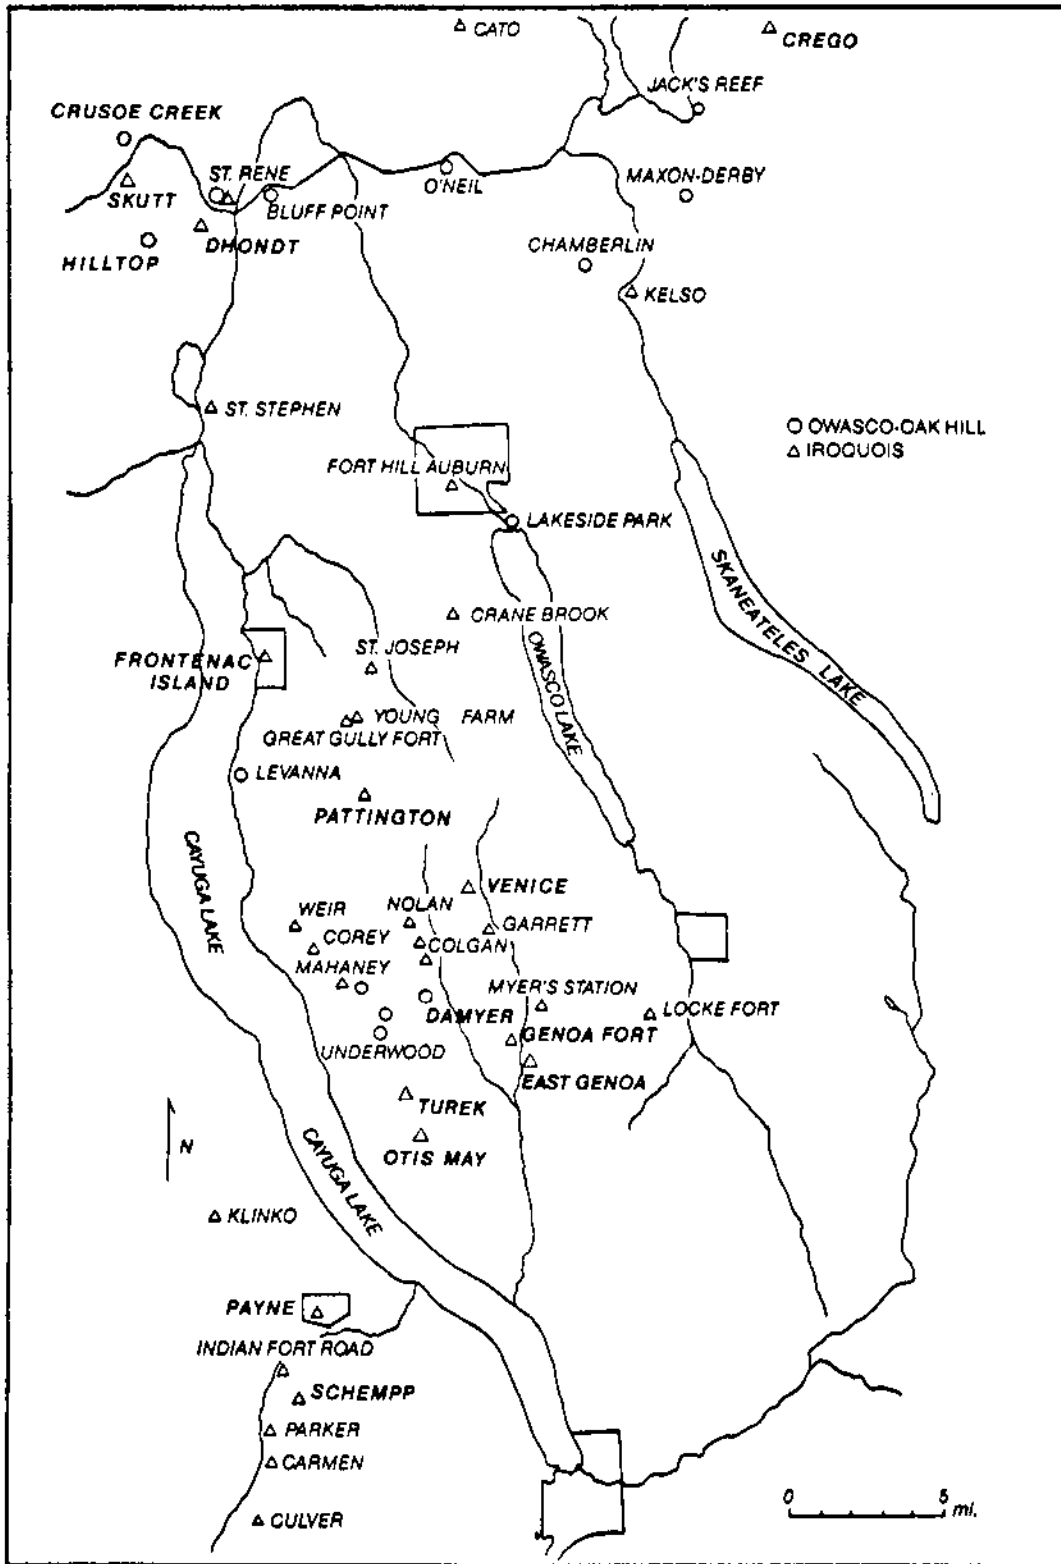 CATO
CREGO
JACK'S REEF
CRUSOE CREEK
ST. RENE
O'NEIL
MAXON-DERBY
SKUTT
BLUFF POINT
DHONDT
CHAMBERLIN
HILLTOP
KELSO
ST. STEPHEN
OWASCO-OAK HILL
IROQUOIS
FORT HILL AUBURN
LAKESIDE PARK
SKANEATELES LAKE
CRANE BROOK
ST. JOSEPH
OWASCO LAKE
FRONTENAC
ISLAND
YOUNG FARM
GREAT GULLY FORT
LEVANNA
PATTINGTON
CAYUGA LAKE
VENICE
WEIR
NOLAN
GARRETT
COREY
COLGAN
MAHANEY
MYER'S STATION
DAMYER
LOCKE FORT
GENOA FORT
UNDERWOOD
EAST GENOA
TUREK
N
OTIS MAY
CAYUGA LAKE
KLINKO
PAYNE
INDIAN FORT ROAD
SCHEMPP
PARKER
CARMEN
CULVER
0 5
mi.